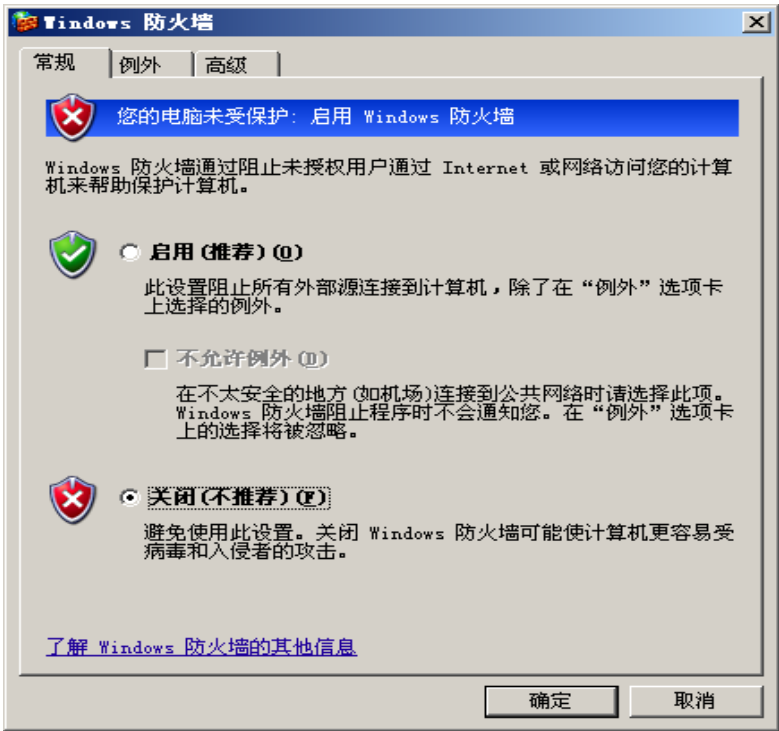 Windows 防火墙
常规 例外 高级
您的电脑未受保护: 启用 Windows 防火墙
Windows 防火墙通过阻止未授权用户通过 Internet 或网络访问您的计算
机来帮助保护计算机。
启用(推荐)(O)
此设置阻止所有外部源连接到计算机，除了在“例外”选项卡
上选择的例外。
不允许例外(D)
在不太安全的地方(如机场)连接到公共网络时请选择此项。
Windows 防火墙阻止程序时不会通知您。在“例外”选项卡
上的选择将被忽略。
关闭(不推荐)(F)
避免使用此设置。关闭 Windows 防火墙可能使计算机更容易受
病毒和入侵者的攻击。
了解 Windows 防火墙的其他信息
确定 取消